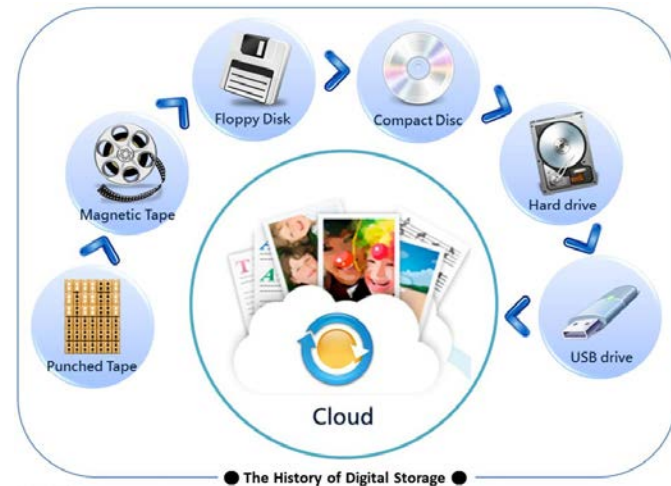 Punched Tape
Magnetic Tape
Floppy Disk
Compact Disc
Hard drive
USB drive
Cloud
The History of Digital Storage